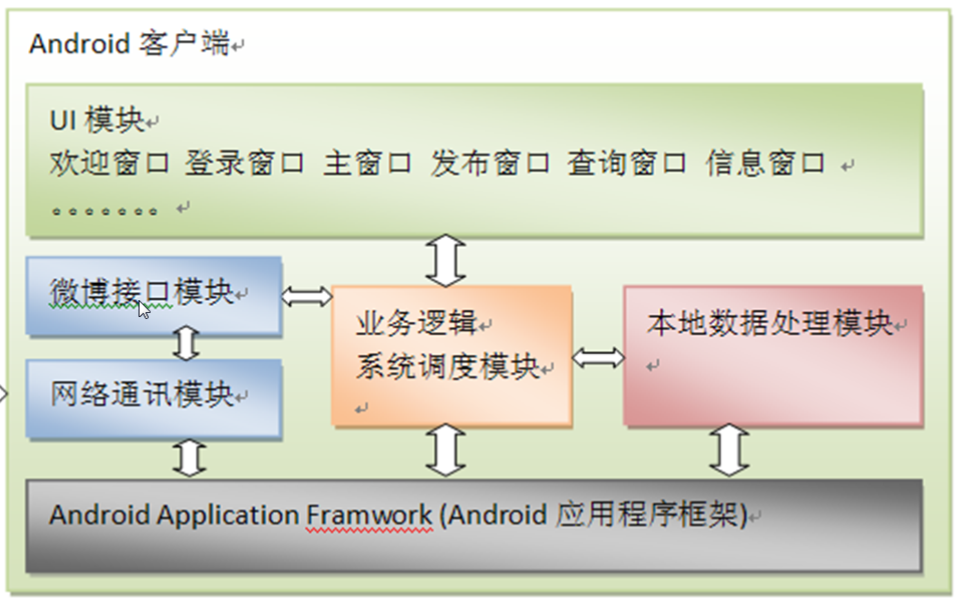 Android 客户端
UI 模块
欢迎窗口 登录窗口 主窗口 发布窗口 查询窗口 信息窗口
。。。。。。。
微博接口模块
业务逻辑
系统调度模块
本地数据处理模块
网络通讯模块
Android Application Framwork (Android 应用程序框架)